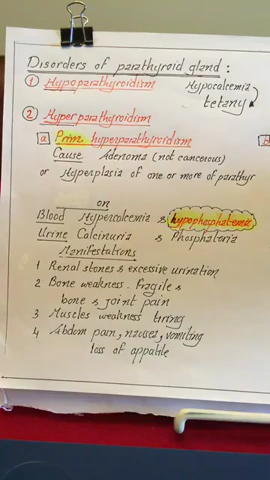 Disorders of parathyroid gland :
① Hypoparathyroidism Hypocalcemia
tetany
② Hyperparathyroidism
a Prim hyperparathyroidism
Cause Adenoma (not cancerous)
or Hyperplasia of one or more of parathyr
on
Blood Hypercalcemia & hypophosphatemia
Urine Calcinuria & Phosphaturia
Manifestations
1 Renal stones & excessive urination
2 Bone weakness - Fragile &
bone & joint pain
3 Muscles weakness tiring
4 Abdom pain, nausea, vomiting
loss of appatite